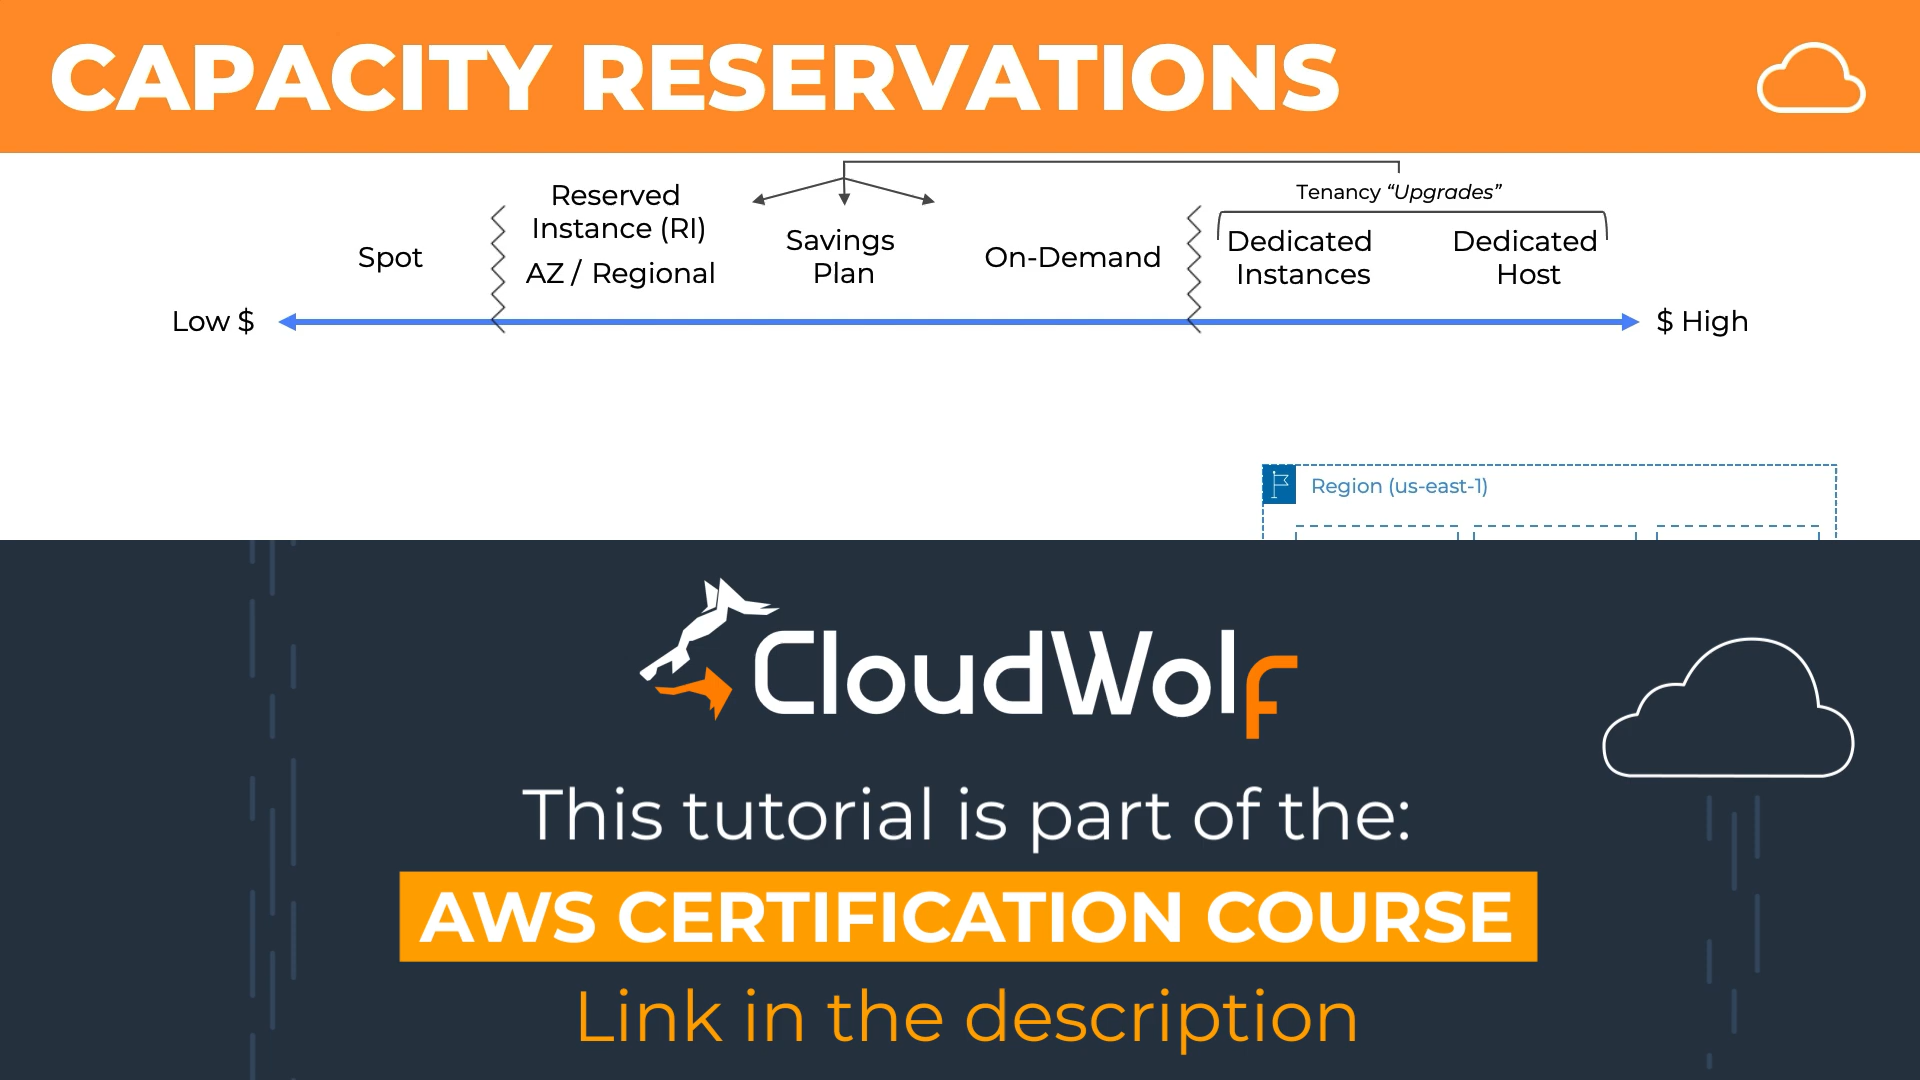 CAPACITY RESERVATIONS
Tenancy “Upgrades”
Spot
Reserved
Instance (RI)
AZ / Regional
Savings
Plan
On-Demand
Dedicated
Instances
Dedicated
Host
Low $
$ High
Region (us-east-1)
CloudWolf
This tutorial is part of the:
AWS CERTIFICATION COURSE
Link in the description